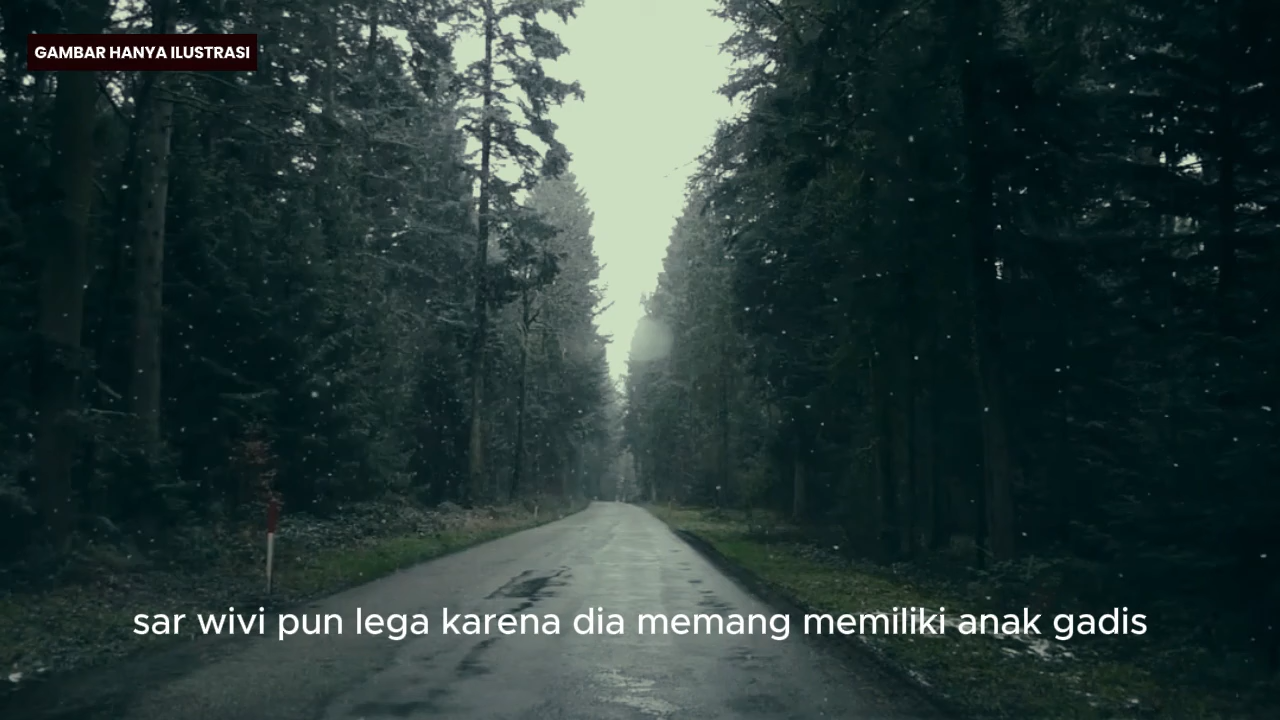 GAMBAR HANYA ILUSTRASI
sar wivi pun lega karena dia memang memiliki anak gadis